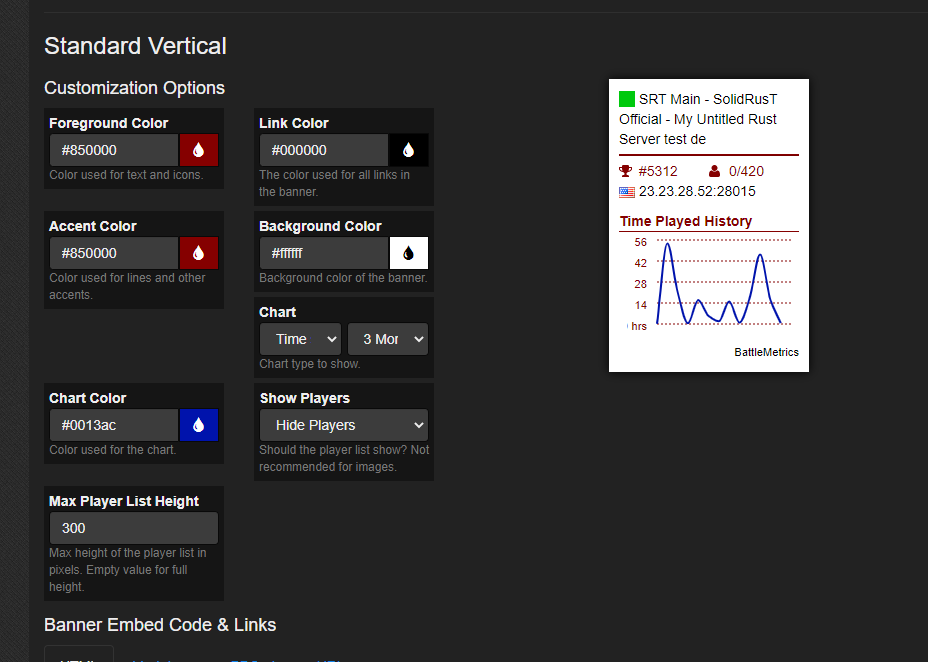 Standard Vertical
Customization Options
Foreground Color
#850000
Color used for text and icons.
Link Color
#000000
The color used for all links in
the banner.
Accent Color
#850000
Color used for lines and other
accents.
Background Color
#ffffff
Background color of the banner.
Chart
Time
3 Mor
Chart type to show.
Chart Color
#0013ac
Color used for the chart.
Show Players
Hide Players
Should the player list show? Not
recommended for images.
Max Player List Height
300
Max height of the player list in
pixels. Empty value for full
height.
Banner Embed Code & Links
SRT Main - SolidRusT
Official - My Untitled Rust
Server test de
#5312
0/420
23.23.28.52:28015
Time Played History
56
42
28
14
hrs
BattleMetrics